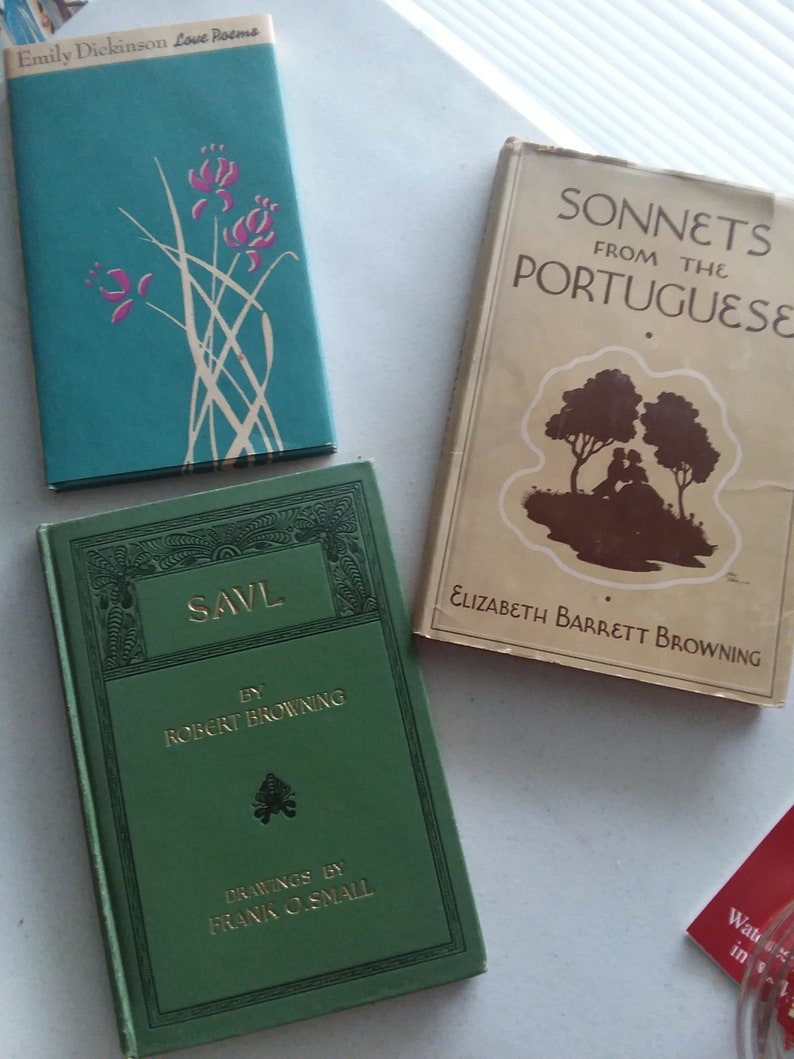 Emily Dickinson Love Poems
SONNETS
FROM THE
PORTUGUESE
ELIZABETH BARRETT BROWNING
SAVL
BY
ROBERT BROWNING
DRAWINGS BY
FRANK O. SMALL
in